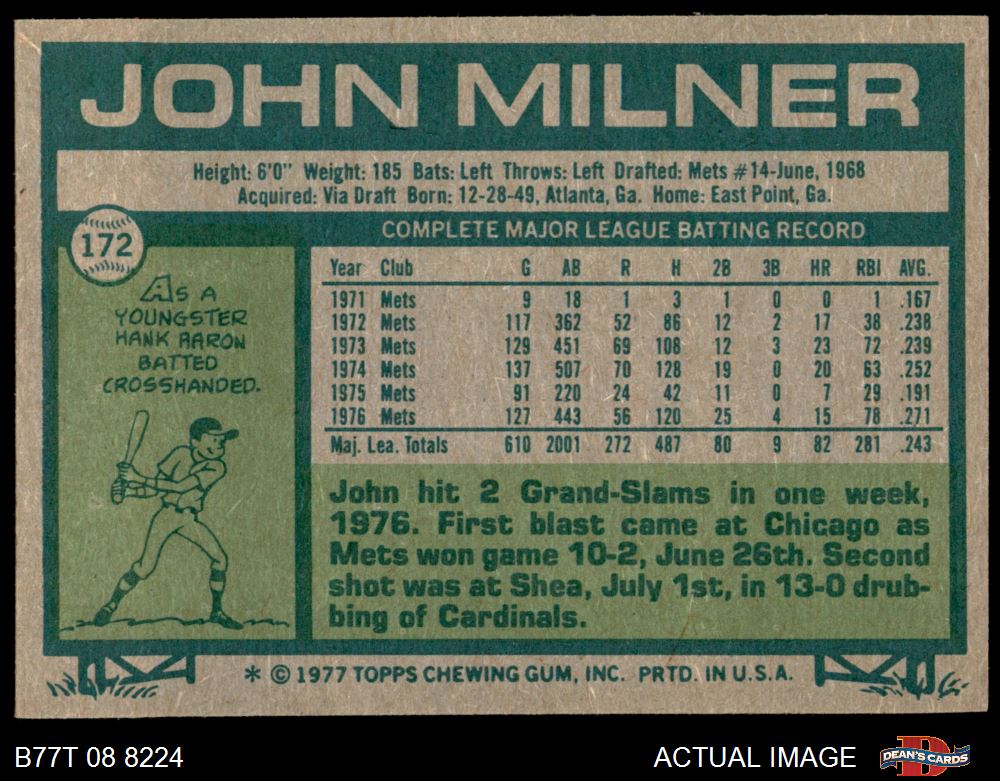 JOHN MILNER
Height: 6'0" Weight: 185 Bats: Left Throws: Left Drafted: Mets #14-June, 1968
Acquired: Via Draft Born: 12-28-49, Atlanta, Ga. Home: East Point, Ga.
172
AS A
YOUNGSTER
HANK AARON
BATTED
CROSSHANDED.
COMPLETE MAJOR LEAGUE BATTING RECORD
Year Club G AB R H 2B 3B HR RBI AVG.
1971 Mets 9 18 1 3 1 0 0 1 .167
1972 Mets 117 362 52 86 12 2 17 38 .238
1973 Mets 129 451 69 108 12 3 23 72 .239
1974 Mets 137 507 70 128 19 0 20 63 .252
1975 Mets 91 220 24 42 11 0 7 29 .191
1976 Mets 127 443 56 120 25 4 15 78 .271
Maj. Lea. Totals 610 2001 272 487 80 9 82 281 .243
John hit 2 Grand-Slams in one week,
1976. First blast came at Chicago as
Mets won game 10-2, June 26th. Second
shot was at Shea, July 1st, in 13-0 drub-
bing of Cardinals.
* © 1977 TOPPS CHEWING GUM, INC. PRTD. IN U.S.A.
B77T 08 8224
ACTUAL IMAGE
D
DEAN'S CARDS